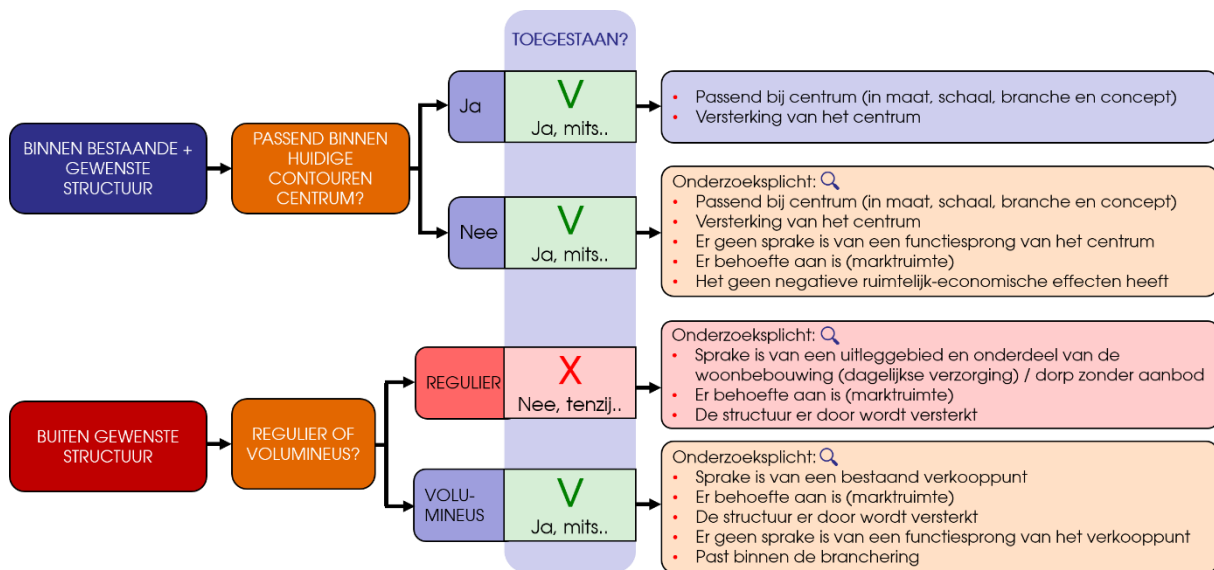 TOEGESTAAN?
BINNEN BESTAANDE +
GEWENSTE
STRUCTUUR
PASSEND BINNEN
HUIDIGE
CONTOUREN
CENTRUM?
Ja
V
Ja, mits..
• Passend bij centrum (in maat, schaal, branche en concept)
• Versterking van het centrum
Nee
V
Ja, mits..
Onderzoeksplicht:
• Passend bij centrum (in maat, schaal, branche en concept)
• Versterking van het centrum
• Er geen sprake is van een functiesprong van het centrum
• Er behoefte aan is (marktruimte)
• Het geen negatieve ruimtelijk-economische effecten heeft
BUITEN GEWENSTE
STRUCTUUR
REGULIER OF
VOLUMINEUS?
REGULIER
X
Nee, tenzij..
Onderzoeksplicht:
• Sprake is van een uitleggebied en onderdeel van de
woonbebouwing (dagelijkse verzorging) / dorp zonder aanbod
• Er behoefte aan is (marktruimte)
• De structuur er door wordt versterkt
VOLU-
MINEUS
V
Ja, mits..
Onderzoeksplicht:
• Sprake is van een bestaand verkooppunt
• Er behoefte aan is (marktruimte)
• De structuur er door wordt versterkt
• Er geen sprake is van een functiesprong van het verkooppunt
• Past binnen de branchering